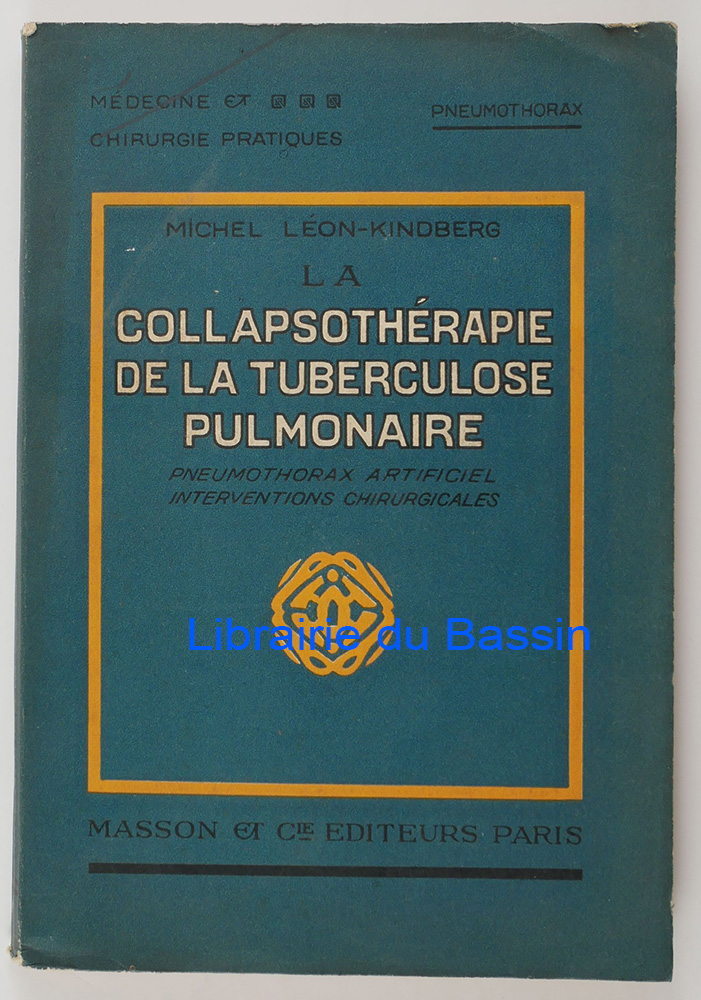 MÉDECINE ET
CHIRURGIE PRATIQUES
PNEUMOTHORAX
MICHEL LÉON-KINDBERG
LA
COLLAPSOTHÉRAPIE
DE LA TUBERCULOSE
PULMONAIRE
PNEUMOTHORAX ARTIFICIEL
INTERVENTIONS CHIRURGICALES
Librairie du Bassin
MASSON ET CIE EDITEURS PARIS